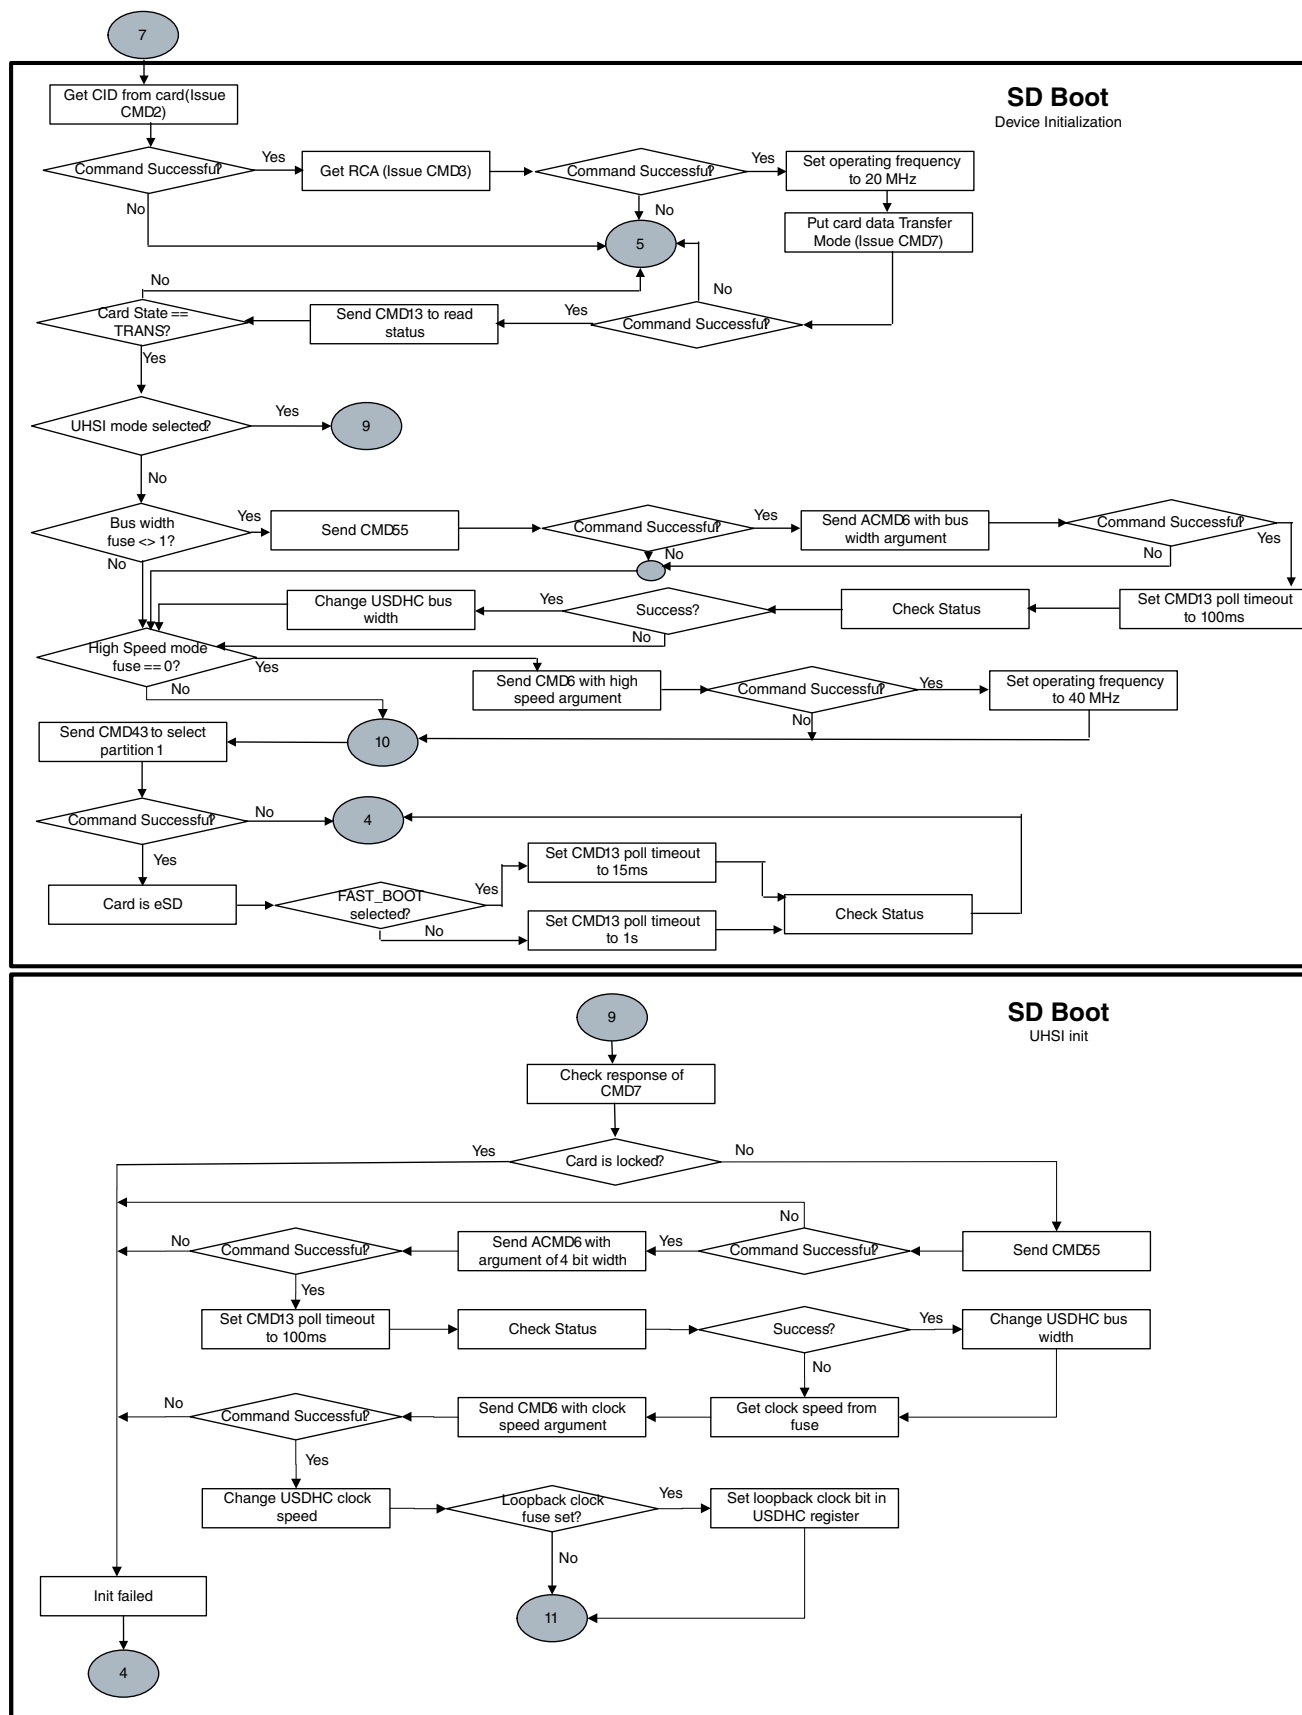 7
SD Boot
Device Initialization
Get CID from card(Issue
CMD2)
Command Successful?
Yes
Get RCA (Issue CMD3)
Command Successful?
Yes
Set operating frequency
to 20 MHz
No
No
5
Put card data Transfer
Mode (Issue CMD7)
No
Card State ==
TRANS?
Send CMD13 to read
status
Yes
Command Successful?
No
Yes
UHSI mode selected?
Yes
9
No
Bus width
fuse <> 1?
Yes
Send CMD55
Command Successful?
Yes
Send ACMD6 with bus
width argument
Command Successful?
Yes
No
No
No
Change USDHC bus
width
Yes
Success?
Check Status
Set CMD13 poll timeout
to 100ms
No
High Speed mode
fuse == 0?
Yes
Send CMD6 with high
speed argument
Command Successful?
Yes
Set operating frequency
to 40 MHz
No
No
Send CMD43 to select
partition 1
10
Command Successful?
No
4
Yes
Card is eSD
FAST_BOOT
selected?
Yes
Set CMD13 poll timeout
to 15ms
No
Set CMD13 poll timeout
to 1s
Check Status
9
SD Boot
UHSI init
Check response of
CMD7
Yes
Card is locked?
No
No
No
Command Successful?
Send ACMD6 with
argument of 4 bit width
Yes
Command Successful?
Send CMD55
Yes
Set CMD13 poll timeout
to 100ms
Check Status
Success?
Yes
Change USDHC bus
width
No
No
Command Successful?
Send CMD6 with clock
speed argument
Get clock speed from
fuse
Yes
Change USDHC clock
speed
Loopback clock
fuse set?
Yes
Set loopback clock bit in
USDHC register
No
Init failed
11
4